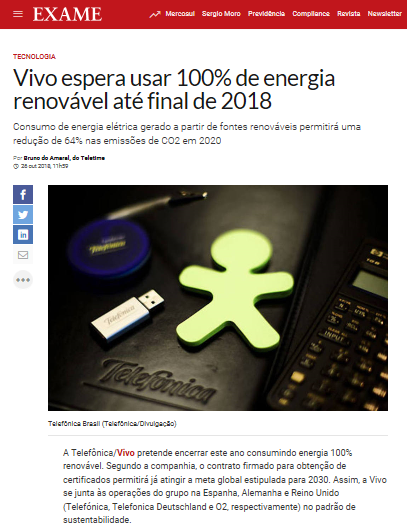 EXAME
Mercosul Sergio Moro Previdência Compliance Revista Newsletter
TECNOLOGIA
Vivo espera usar 100% de energia
renovável até final de 2018
Consumo de energia elétrica gerado a partir de fontes renováveis permitirá uma
redução de 64% nas emissões de CO2 em 2020
Por Bruno do Amaral, do Teletime
26 out 2018, 11h59
Telefónica
Telefónica
Telefónica
hp
Telefônica Brasil (Telefônica/Divulgação)
A Telefônica/Vivo pretende encerrar este ano consumindo energia 100%
renovável. Segundo a companhia, o contrato firmado para obtenção de
certificados permitirá já atingir a meta global estipulada para 2030. Assim, a Vivo
se junta às operações do grupo na Espanha, Alemanha e Reino Unido
(Telefónica, Telefonica Deutschland e O2, respectivamente) no padrão de
sustentabilidade.